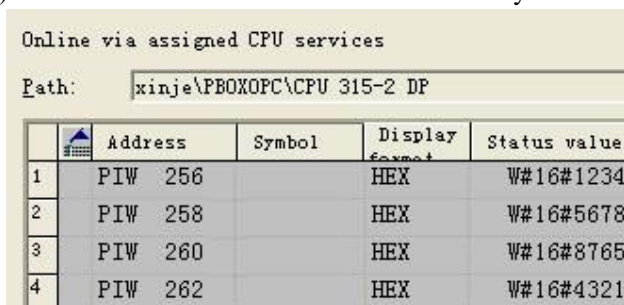 Online via assigned CPU services
Path: xinje\PBOXOPC\CPU 315-2 DP
Address Symbol Display format Status value
1 PIW 256 HEX W#16#1234
2 PIW 258 HEX W#16#5678
3 PIW 260 HEX W#16#8765
4 PIW 262 HEX W#16#4321